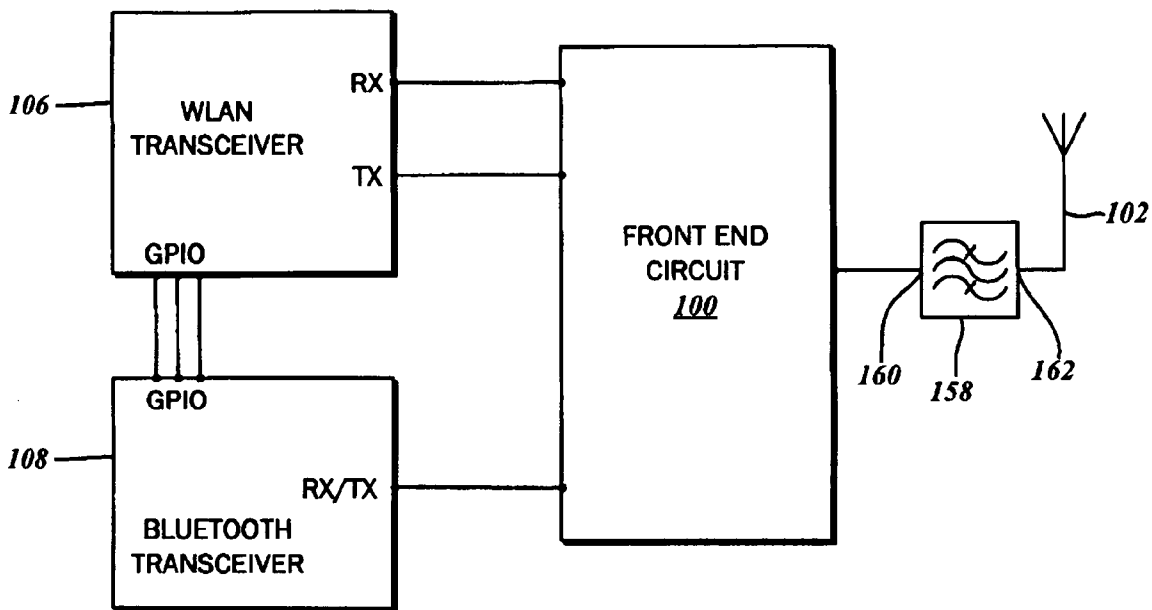 106
WLAN
TRANSCEIVER
RX
TX
GPIO
GPIO
108
RX/TX
BLUETOOTH
TRANSCEIVER
FRONT END
CIRCUIT
100
102
160
158
162